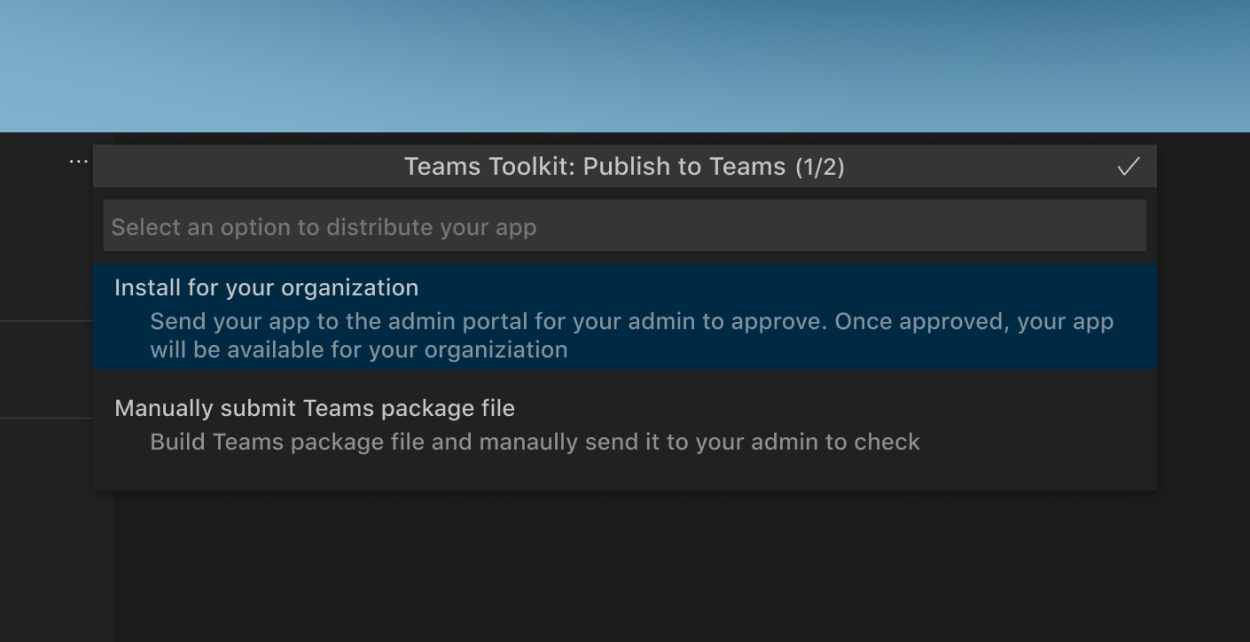 ...
Teams Toolkit: Publish to Teams (1/2)
Select an option to distribute your app
Install for your organization
Send your app to the admin portal for your admin to approve. Once approved, your app
will be available for your organiziation
Manually submit Teams package file
Build Teams package file and manaully send it to your admin to check